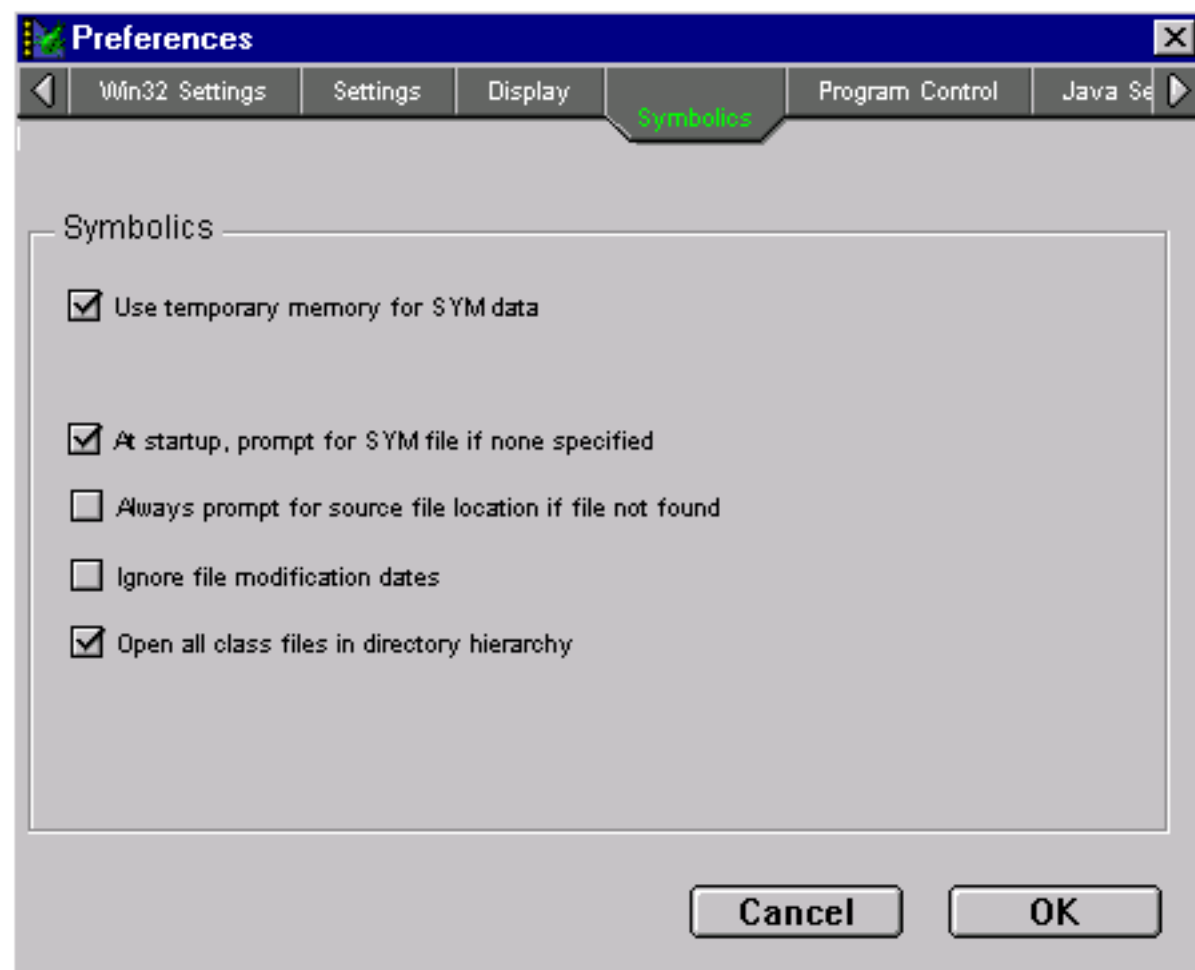 Preferences
Win32 Settings Settings Display Symbolics Program Control Java Se
Symbolics
Use temporary memory for SYM data
At startup, prompt for SYM file if none specified
Always prompt for source file location if file not found
Ignore file modification dates
Open all class files in directory hierarchy
Cancel OK